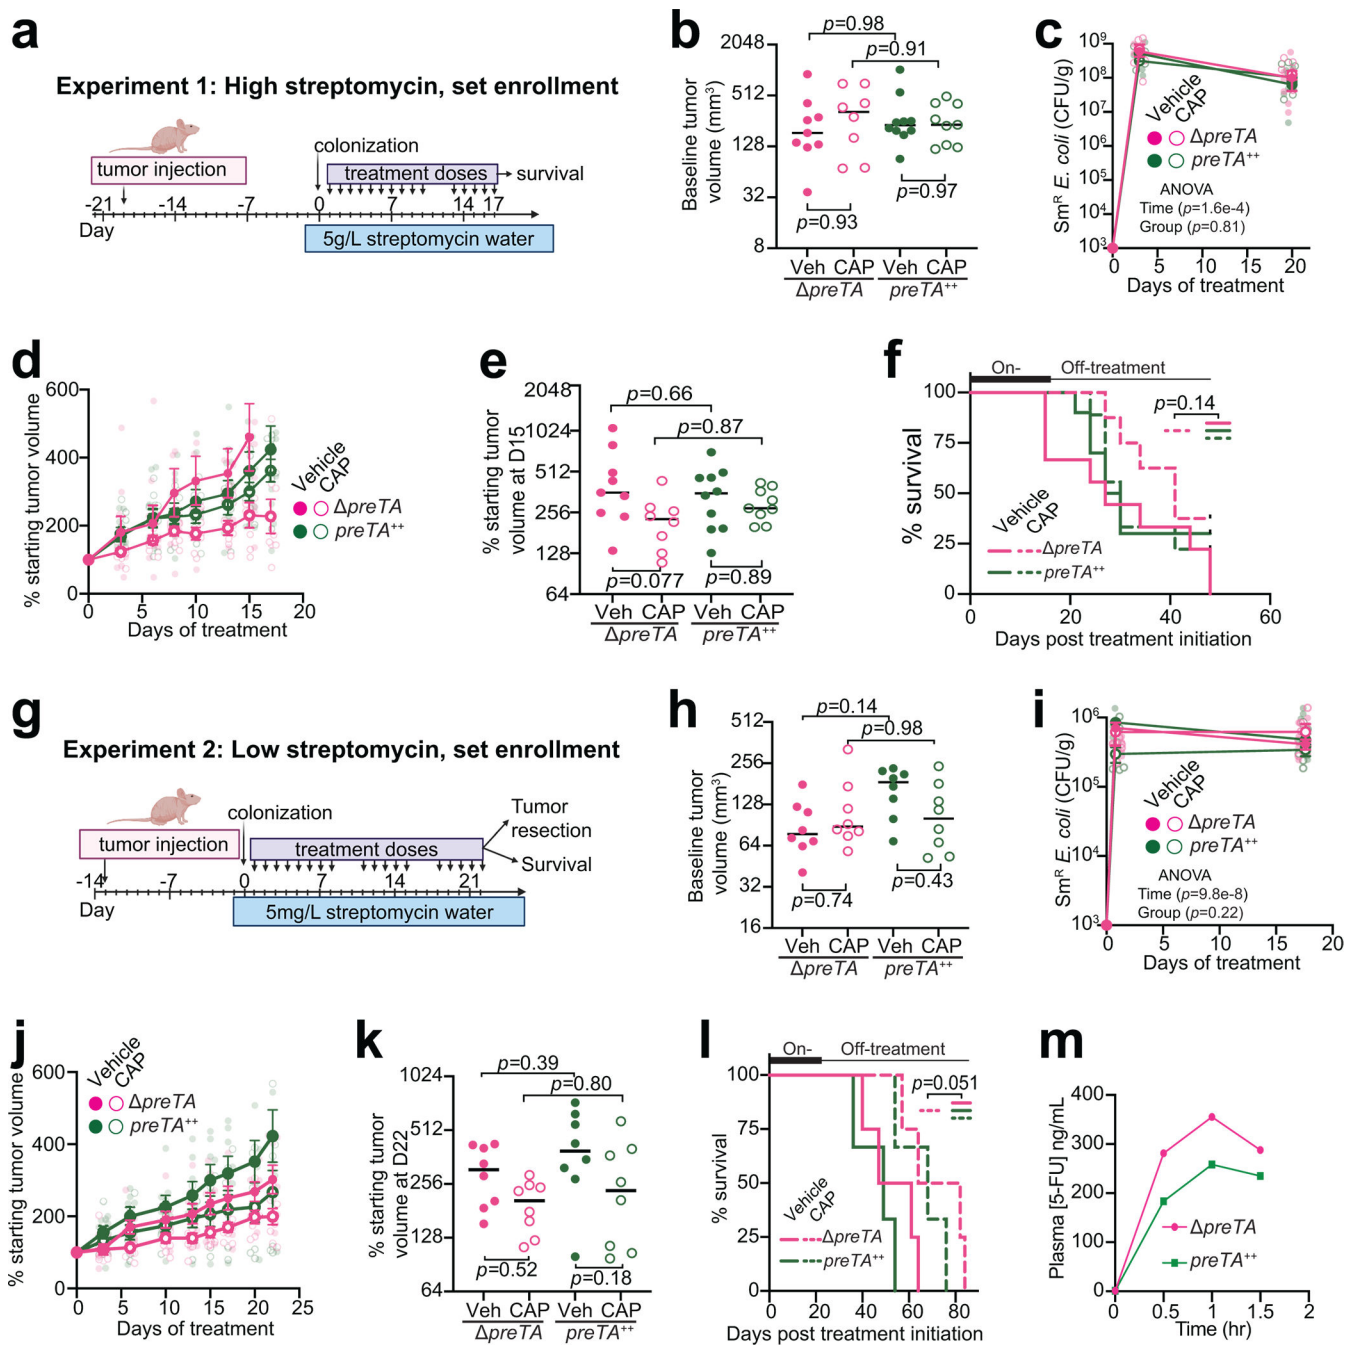 a
Experiment 1: High streptomycin, set enrollment
colonization
tumor injection
treatment doses
survival
-21 -14 -7 0 7 14 17
Day
5g/L streptomycin water
b
p=0.98
p=0.91
2048
512
128
32
8
Baseline tumor
volume (mm³)
p=0.97
p=0.93
Veh CAP Veh CAP
ΔpreTA preTA⁺⁺
c
10⁹
10⁸
10⁷
10⁶
10⁵
10⁴
10³
Smᴿ E. coli (CFU/g)
Vehicle
CAP
ΔpreTA
preTA⁺⁺
ANOVA
Time (p=1.6e-4)
Group (p=0.81)
0 5 10 15 20
Days of treatment
d
600
400
200
0
% starting tumor volume
Vehicle
CAP
ΔpreTA
preTA⁺⁺
0 5 10 15 20
Days of treatment
e
2048
1024
512
256
128
64
% starting tumor
volume at D15
p=0.66
p=0.87
p=0.077
p=0.89
Veh CAP Veh CAP
ΔpreTA preTA⁺⁺
f
On- Off-treatment
100
75
50
25
0
% survival
p=0.14
Vehicle
CAP
ΔpreTA
preTA⁺⁺
0 20 40 60
Days post treatment initiation
g
Experiment 2: Low streptomycin, set enrollment
colonization
Tumor
resection
tumor injection
treatment doses
Survival
-14 -7 0 7 14 21
Day
5mg/L streptomycin water
h
p=0.14
p=0.98
512
256
128
64
32
16
Baseline tumor
volume (mm³)
p=0.43
p=0.74
Veh CAP Veh CAP
ΔpreTA preTA⁺⁺
i
10⁶
10⁵
10⁴
10³
Smᴿ E. coli (CFU/g)
Vehicle
CAP
ΔpreTA
preTA⁺⁺
ANOVA
Time (p=9.8e-8)
Group (p=0.22)
0 5 10 15 20
Days of treatment
j
600
400
200
0
% starting tumor volume
Vehicle
CAP
ΔpreTA
preTA⁺⁺
0 5 10 15 20 25
Days of treatment
k
1024
512
256
128
64
% starting tumor
volume at D22
p=0.39
p=0.80
p=0.52
p=0.18
Veh CAP Veh CAP
ΔpreTA preTA⁺⁺
l
On- Off-treatment
100
75
50
25
0
% survival
p=0.051
Vehicle
CAP
ΔpreTA
preTA⁺⁺
0 20 40 60 80
Days post treatment initiation
m
400
300
200
100
0
Plasma [5-FU] ng/mL
ΔpreTA
preTA⁺⁺
0 0.5 1 1.5 2
Time (hr)